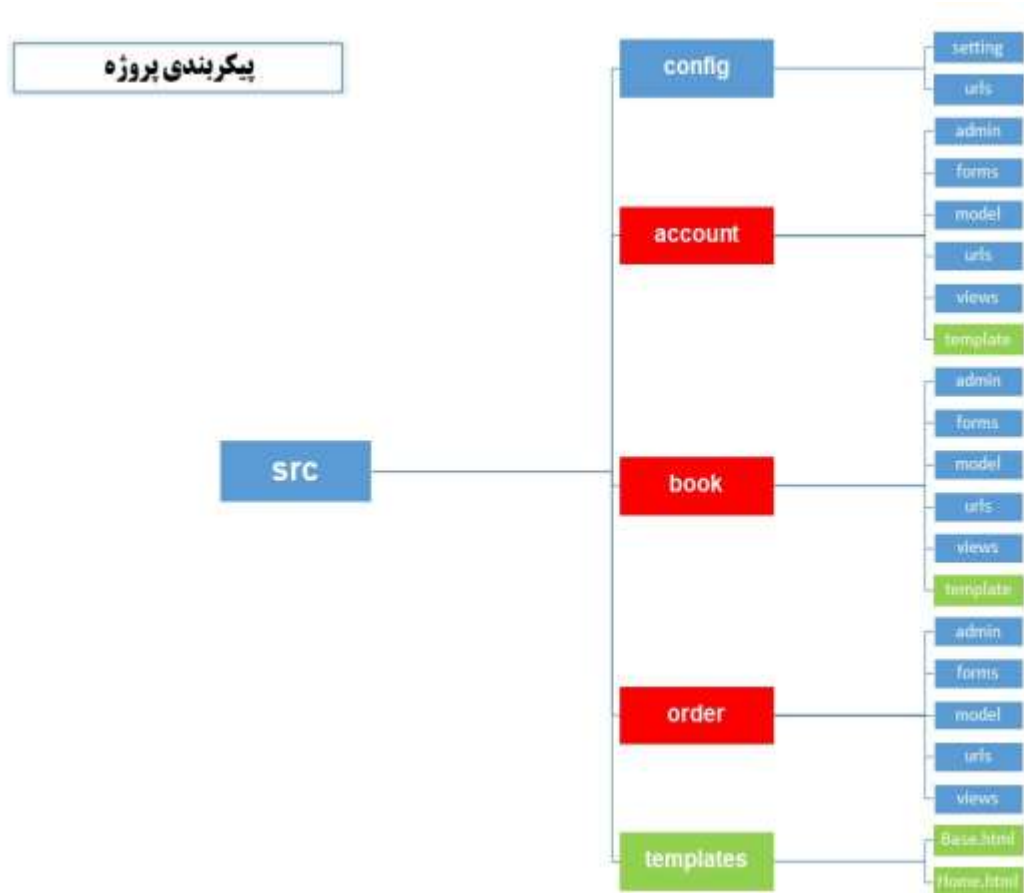 پیکربندی پروژه
src
config
setting
urls
account
admin
forms
model
urls
views
template
book
admin
forms
model
urls
views
template
order
admin
forms
model
urls
views
templates
Base.html
Home.html